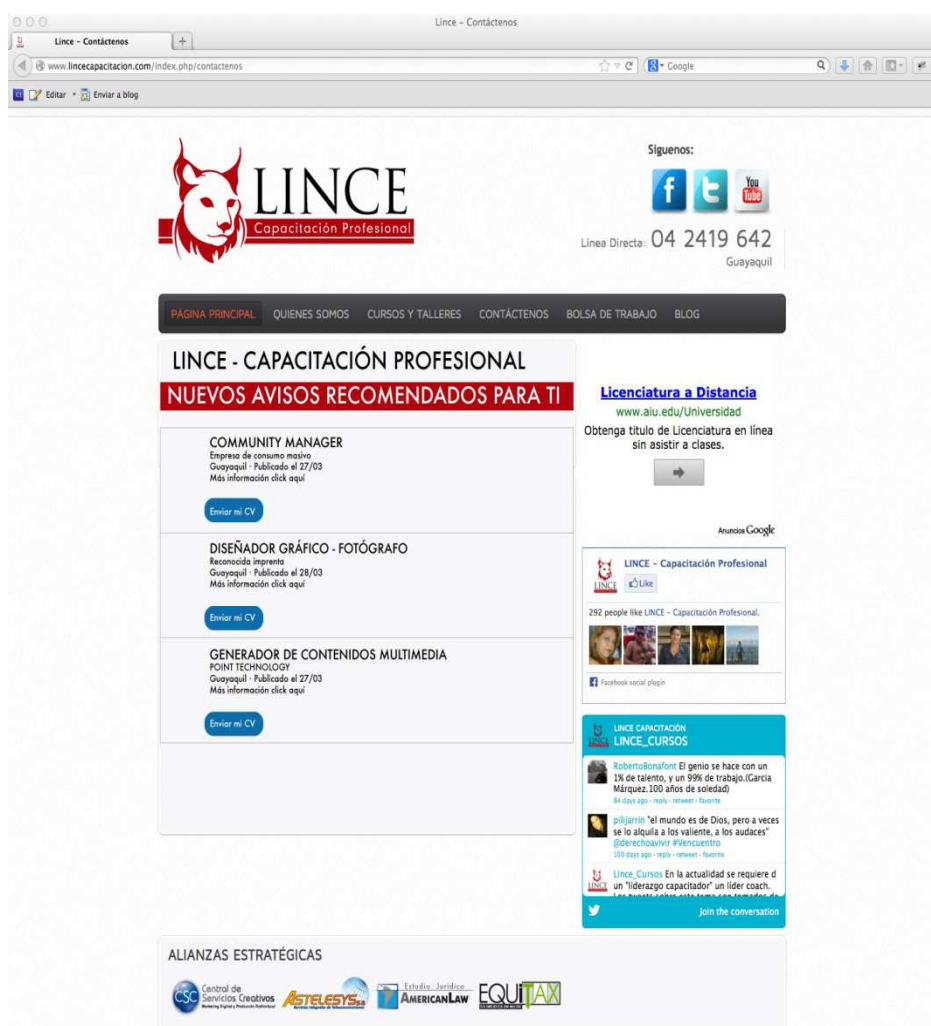 Lince – Contáctenos
Lince – Contáctenos
www.lincecapacitacion.com/index.php/contactenos
Google
Editar
Enviar a blog
LINCE
Capacitación Profesional
Síguenos:
You
Tube
Linea Directa: 04 2419 642
Guayaquil
PÁGINA PRINCIPAL QUIENES SOMOS CURSOS Y TALLERES CONTÁCTENOS BOLSA DE TRABAJO BLOG
LINCE - CAPACITACIÓN PROFESIONAL
NUEVOS AVISOS RECOMENDADOS PARA TI
COMMUNITY MANAGER
Empresa de consumo masivo
Guayaquil · Publicado el 27/03
Más información click aquí
Enviar mi CV
DISEÑADOR GRÁFICO - FOTÓGRAFO
Reconocida imprenta
Guayaquil · Publicado el 28/03
Más información click aquí
Enviar mi CV
GENERADOR DE CONTENIDOS MULTIMEDIA
POINT TECHNOLOGY
Guayaquil · Publicado el 27/03
Más información click aquí
Enviar mi CV
Licenciatura a Distancia
www.aiu.edu/Universidad
Obtenga titulo de Licenciatura en línea
sin asistir a clases.
Anuncios Google
LINCE – Capacitación Profesional
LINCE
Like
292 people like LINCE – Capacitación Profesional.
Facebook social plugin
LINCE CAPACITACIÓN
LINCE
LINCE_CURSOS
RobertoBonafont El genio se hace con un
1% de talento, y un 99% de trabajo.(Garcia
Márquez.100 años de soledad)
84 days ago · reply · retweet · favorite
pilijarrin "el mundo es de Dios, pero a veces
se lo alquila a los valiente, a los audaces"
@derechoavivir #Vencuentro
100 days ago · reply · retweet · favorite
Lince_Cursos En la actualidad se requiere d
LINCE
un "liderazgo capacitador" un líder coach.
Join the conversation
ALIANZAS ESTRATÉGICAS
CSC
Central de
Servicios Creativos
ASTELESYS S.A.
Estudio Jurídico
AMERICANLAW
EQUITAX